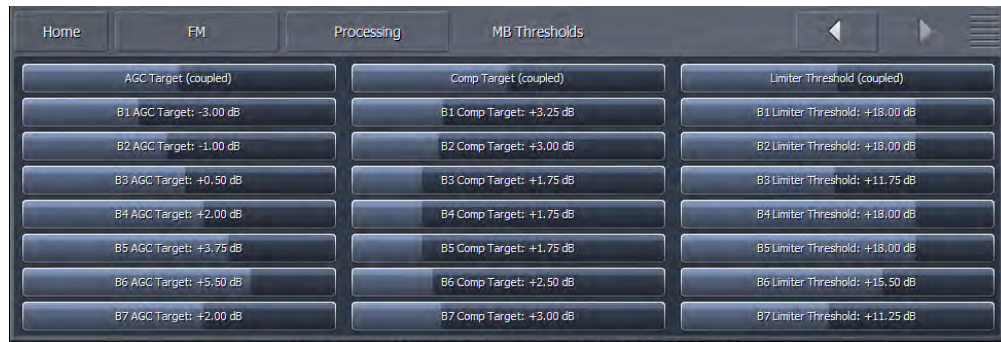 Home FM Processing MB Thresholds
AGC Target (coupled) Comp Target (coupled) Limiter Threshold (coupled)
B1 AGC Target: -3.00 dB B1 Comp Target: +3.25 dB B1 Limiter Threshold: +18.00 dB
B2 AGC Target: -1.00 dB B2 Comp Target: +3.00 dB B2 Limiter Threshold: +18.00 dB
B3 AGC Target: +0.50 dB B3 Comp Target: +1.75 dB B3 Limiter Threshold: +11.75 dB
B4 AGC Target: +2.00 dB B4 Comp Target: +1.75 dB B4 Limiter Threshold: +18.00 dB
B5 AGC Target: +3.75 dB B5 Comp Target: +1.75 dB B5 Limiter Threshold: +18.00 dB
B6 AGC Target: +5.50 dB B6 Comp Target: +2.50 dB B6 Limiter Threshold: +15.50 dB
B7 AGC Target: +2.00 dB B7 Comp Target: +3.00 dB B7 Limiter Threshold: +11.25 dB